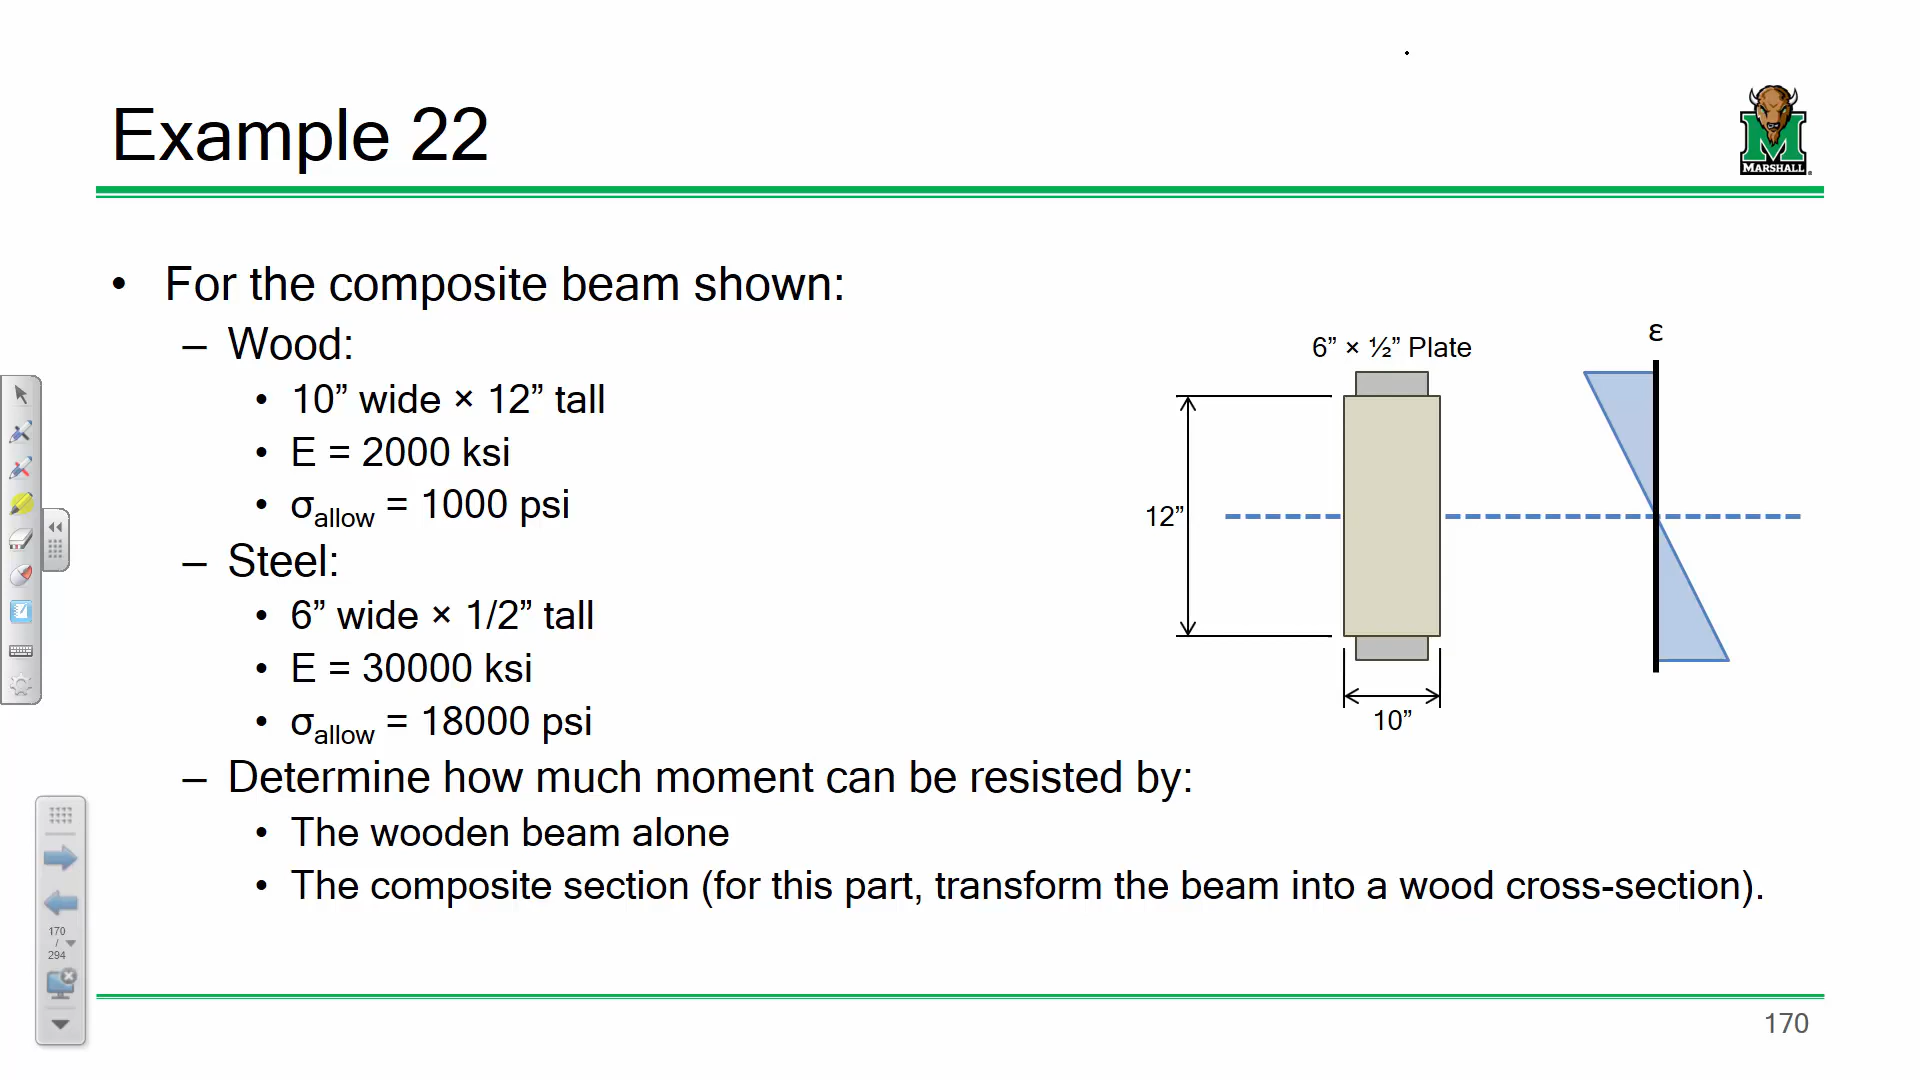 Example 22
MARSHALL
• For the composite beam shown:
– Wood:
• 10” wide × 12” tall
• E = 2000 ksi
• σallow = 1000 psi
– Steel:
• 6” wide × 1/2” tall
• E = 30000 ksi
• σallow = 18000 psi
– Determine how much moment can be resisted by:
• The wooden beam alone
• The composite section (for this part, transform the beam into a wood cross-section).
6” × ½” Plate
ε
12”
10”
170
/
294
170